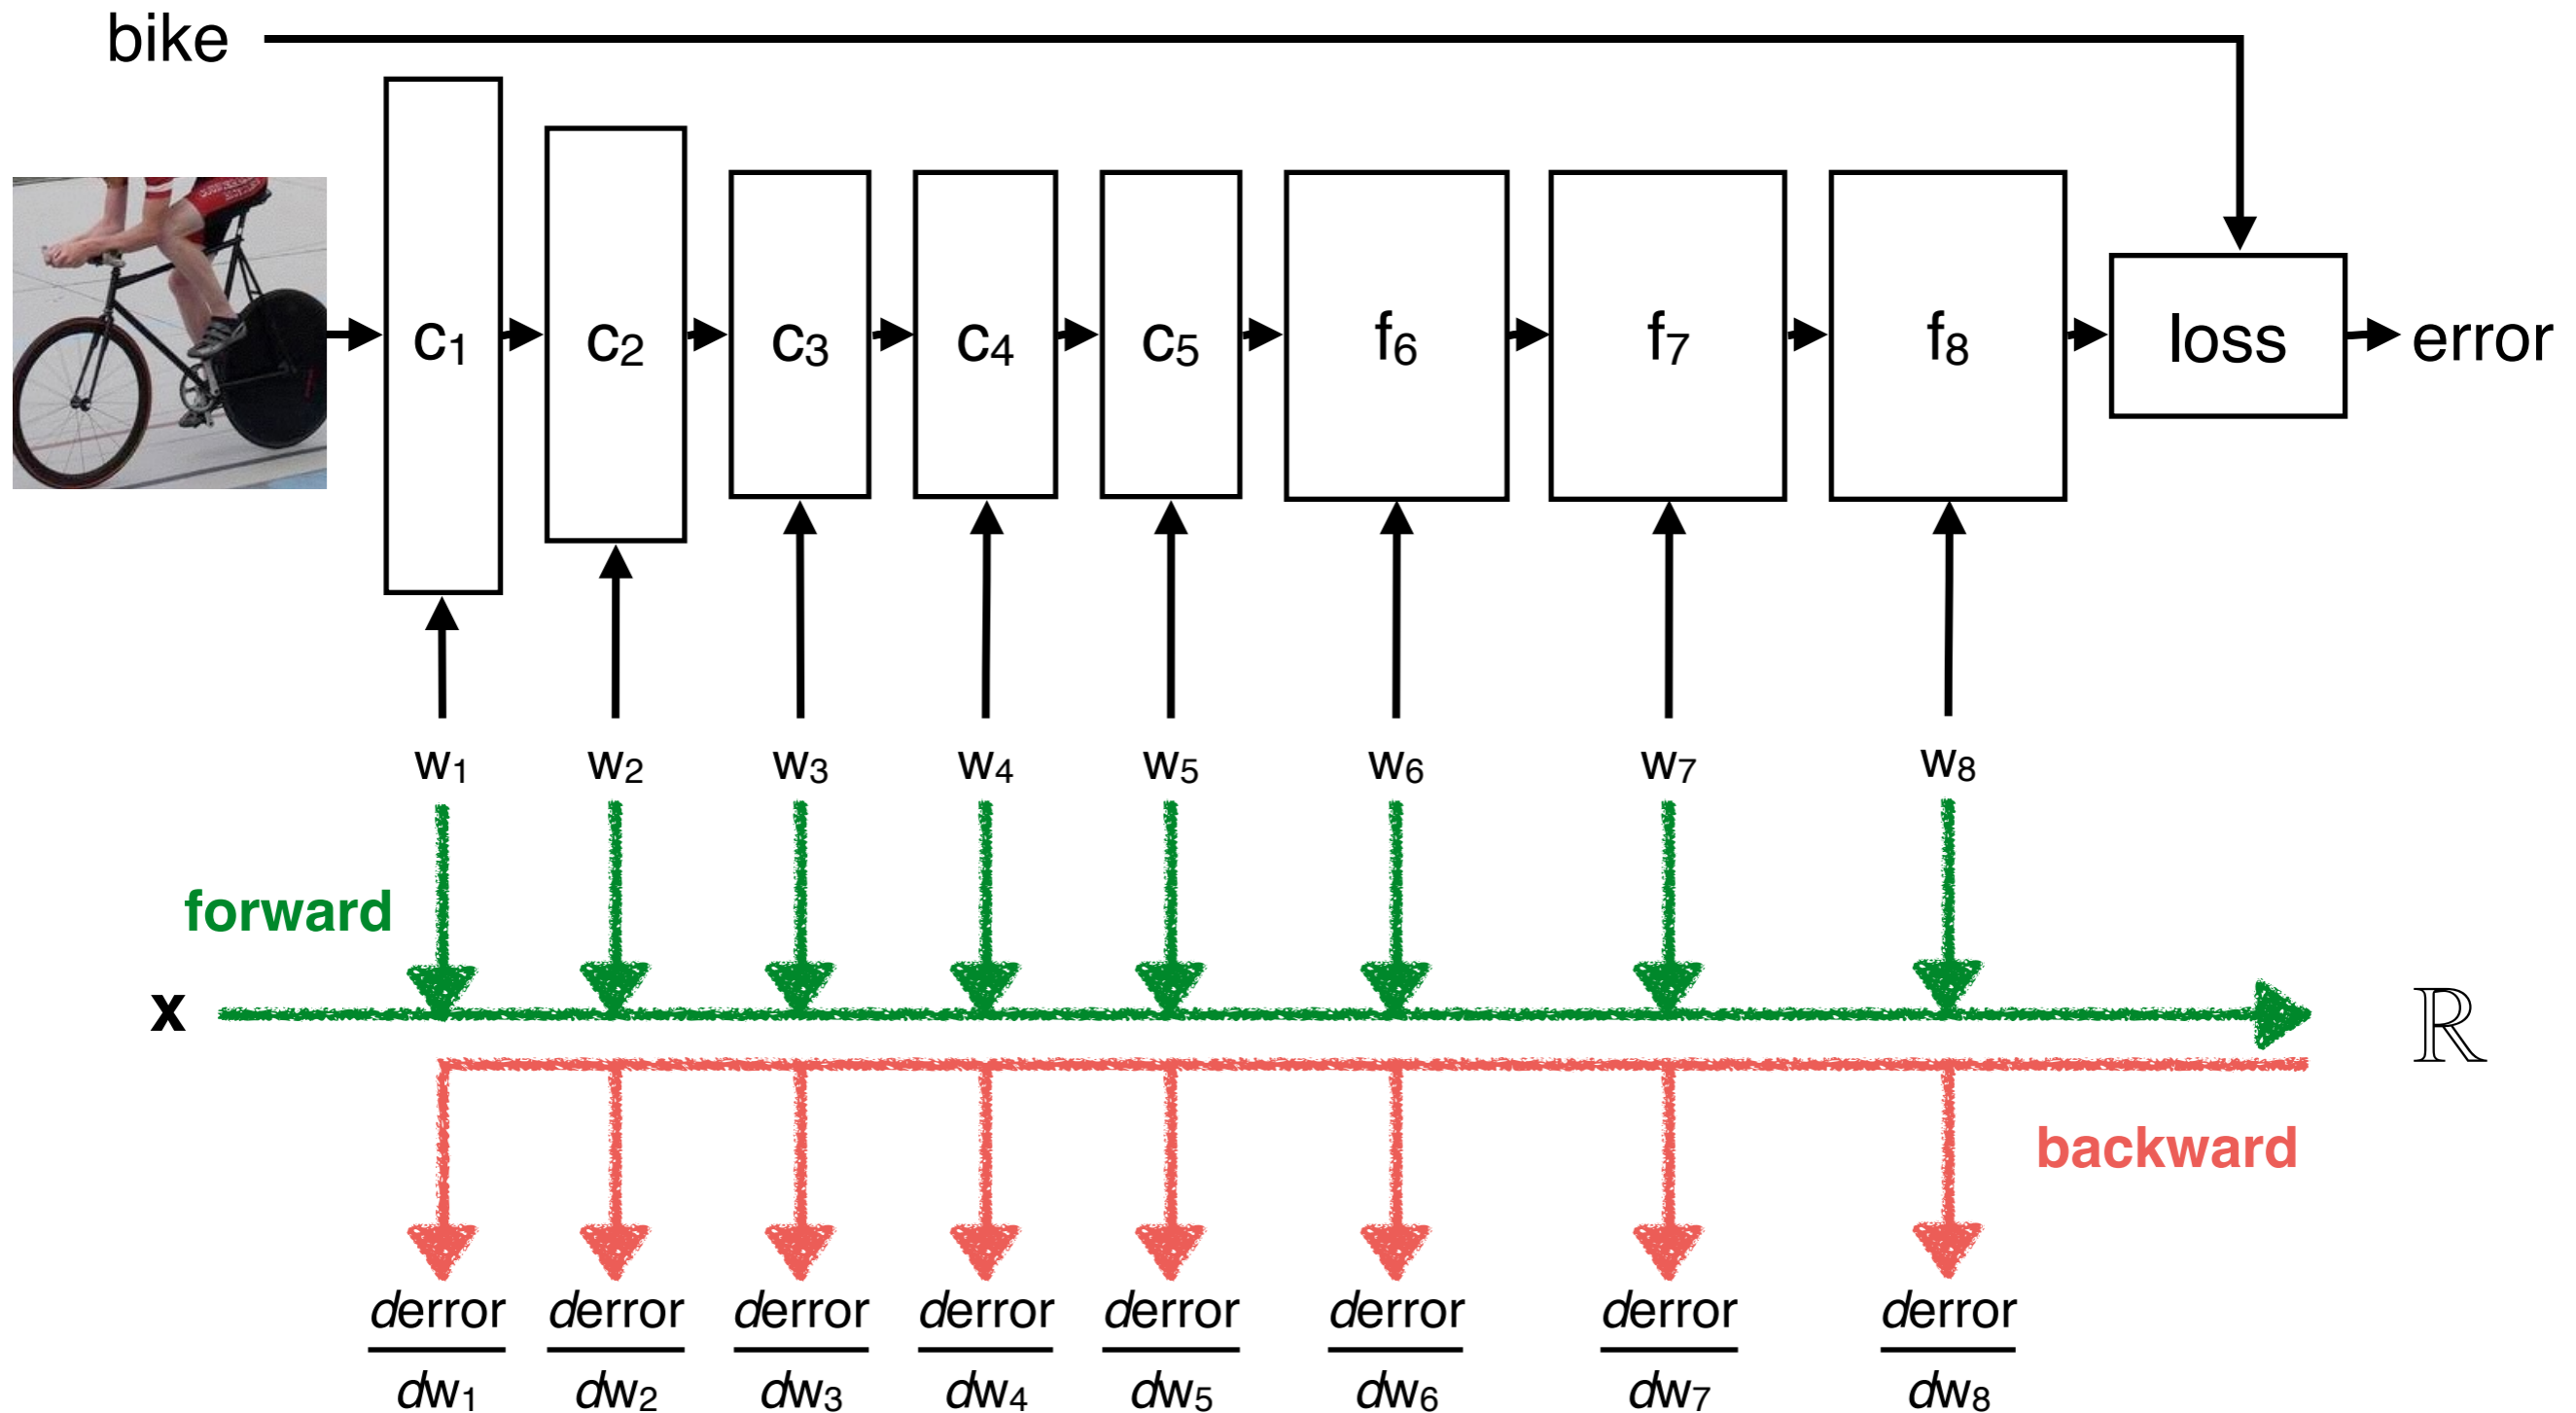 bike
c₁ c₂ c₃ c₄ c₅ f₆ f₇ f₈ loss error
w₁ w₂ w₃ w₄ w₅ w₆ w₇ w₈
forward
x ℝ
backward
derror derror derror derror derror derror derror derror
dw₁ dw₂ dw₃ dw₄ dw₅ dw₆ dw₇ dw₈